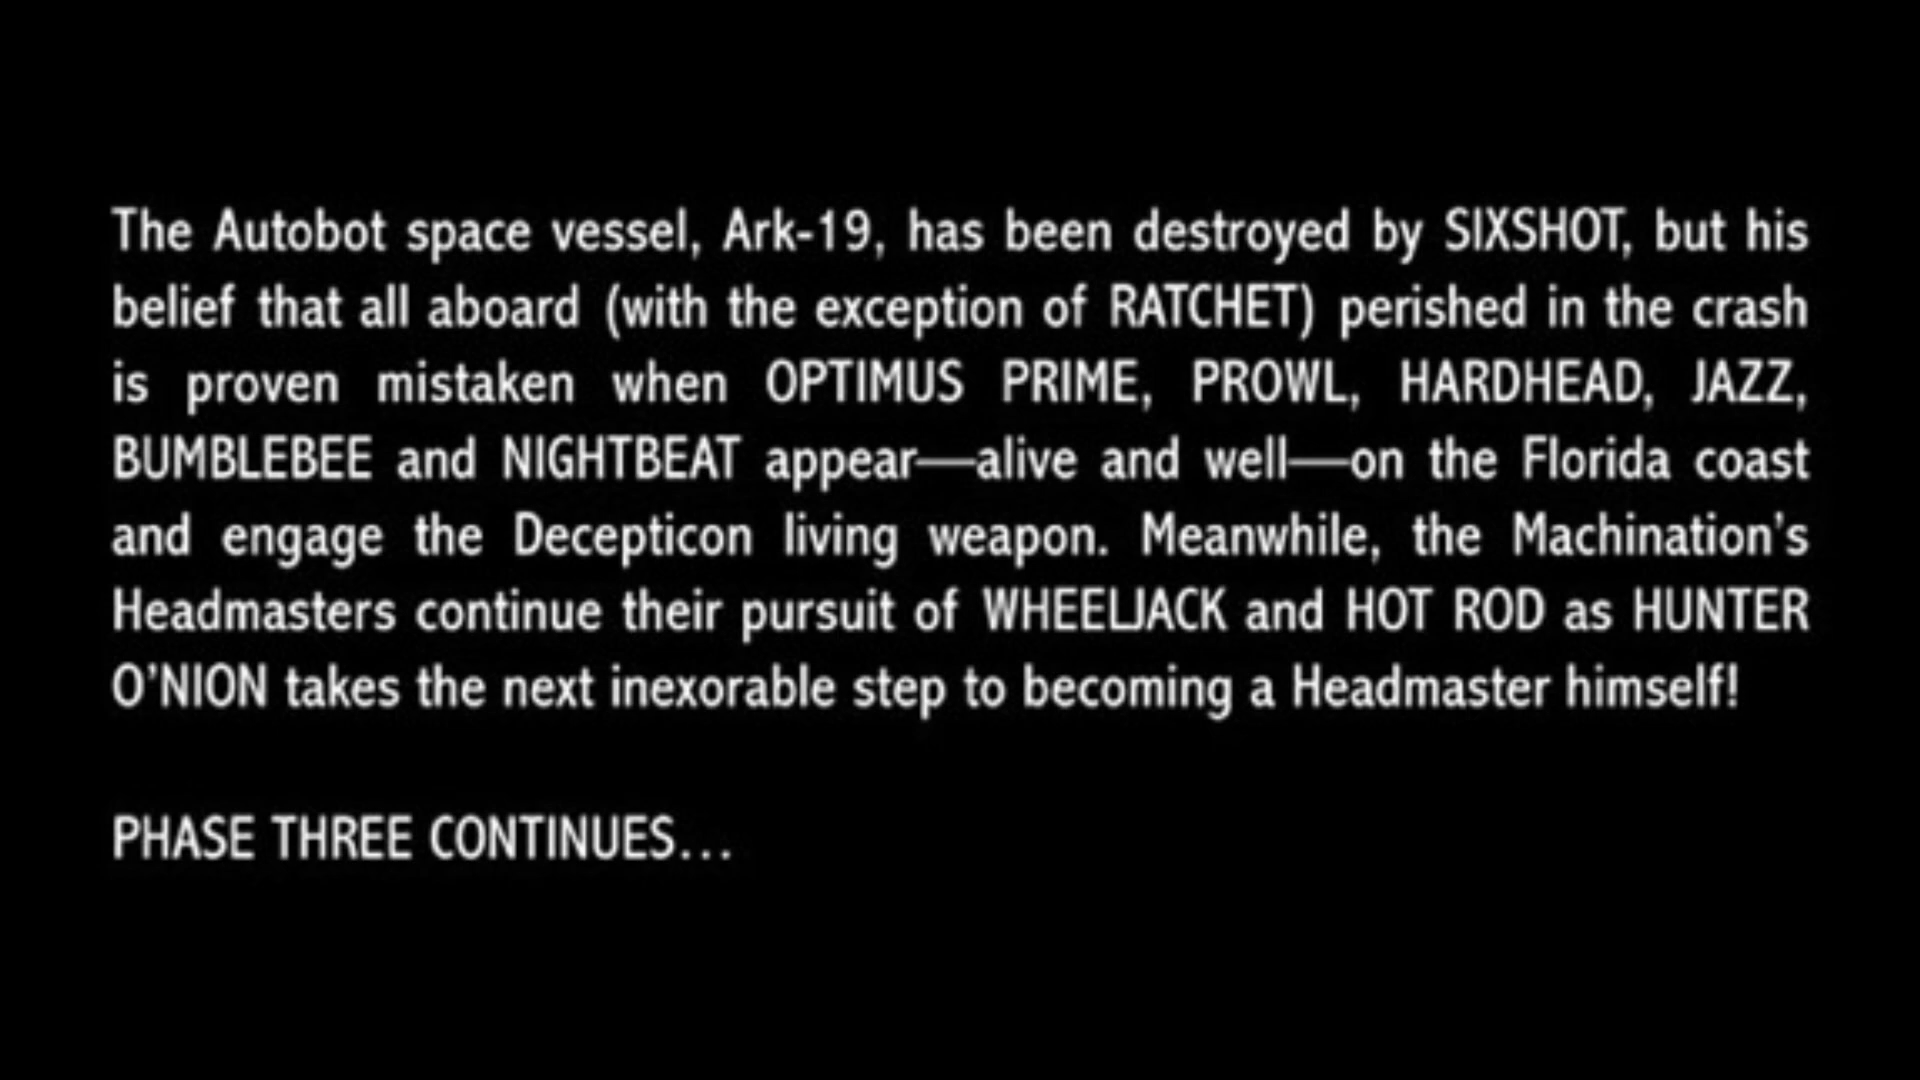 The Autobot space vessel, Ark-19, has been destroyed by SIXSHOT, but his
belief that all aboard (with the exception of RATCHET) perished in the crash
is proven mistaken when OPTIMUS PRIME, PROWL, HARDHEAD, JAZZ,
BUMBLEBEE and NIGHTBEAT appear—alive and well—on the Florida coast
and engage the Decepticon living weapon. Meanwhile, the Machination’s
Headmasters continue their pursuit of WHEELJACK and HOT ROD as HUNTER
O’NION takes the next inexorable step to becoming a Headmaster himself!
PHASE THREE CONTINUES…